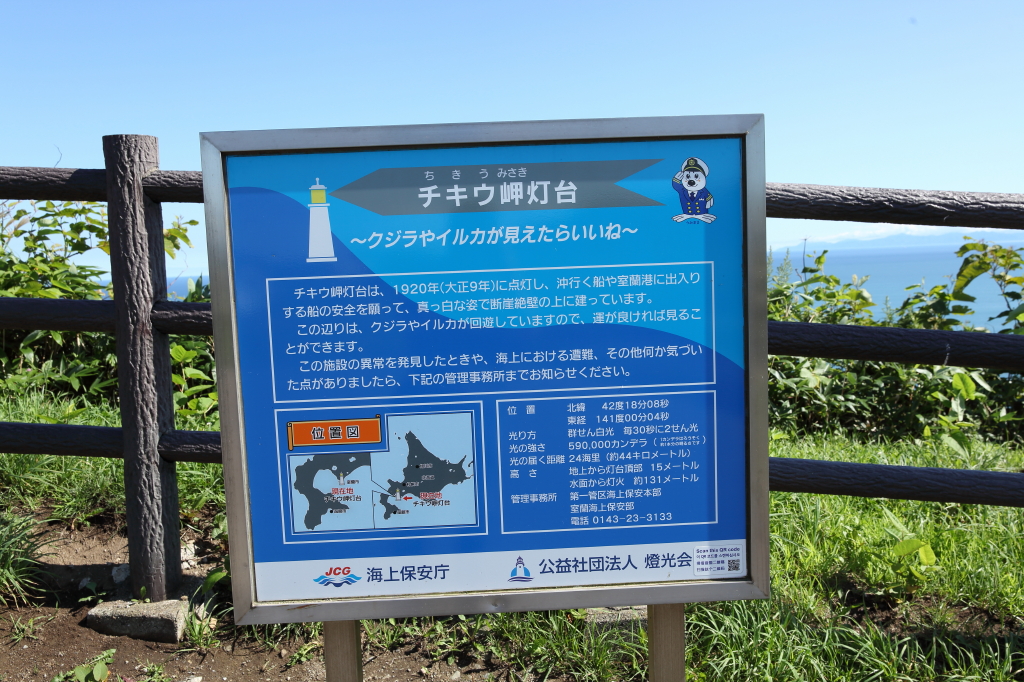 ちきうみさき
チキウ岬灯台
～クジラやイルカが見えたらいいね～
チキウ岬灯台は、1920年(大正9年)に点灯し、沖行く船や室蘭港に出入り
する船の安全を願って、真っ白な姿で断崖絶壁の上に建っています。
この辺りは、クジラやイルカが回遊していますので、運が良ければ見るこ
とができます。
この施設の異常を発見したときや、海上における遭難、その他何か気づい
た点がありましたら、下記の管理事務所までお知らせください。
位置図
現在地
チキウ岬灯台
現在地
チキウ岬灯台
位置 北緯 42度18分08秒
東経 141度00分04秒
光り方 群せん白光 毎30秒に2せん光
光の強さ 590,000カンデラ
光の届く距離 24海里(約44キロメートル)
高さ 地上から灯台頂部 15メートル
水面から灯火 約131メートル
管理事務所 第一管区海上保安本部
室蘭海上保安部
電話 0143-23-3133
JCG 海上保安庁
公益社団法人 燈光会
Scan this QR code